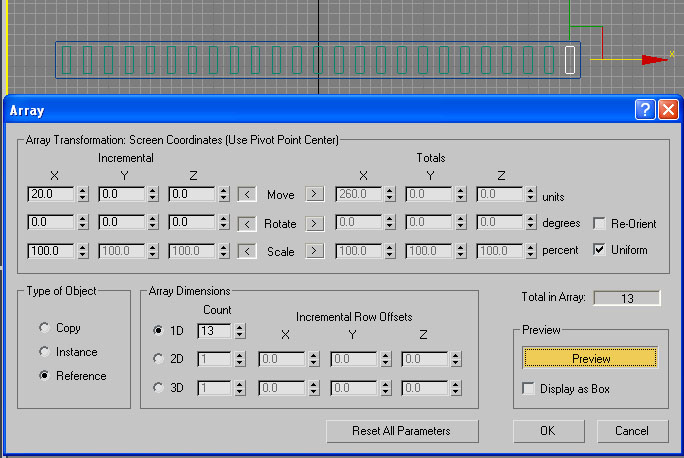 x
Array
Array Transformation: Screen Coordinates (Use Pivot Point Center)
Incremental Totals
X Y Z X Y Z
20.0 0.0 0.0 < Move > 260.0 0.0 0.0 units
0.0 0.0 0.0 < Rotate > 0.0 0.0 0.0 degrees Re-Orient
100.0 100.0 100.0 < Scale > 100.0 100.0 100.0 percent Uniform
Type of Object Array Dimensions Total in Array: 13
Count Incremental Row Offsets
Copy 1D 13 X Y Z Preview
Instance 2D 1 0.0 0.0 0.0 Preview
Reference 3D 1 0.0 0.0 0.0 Display as Box
Reset All Parameters OK Cancel